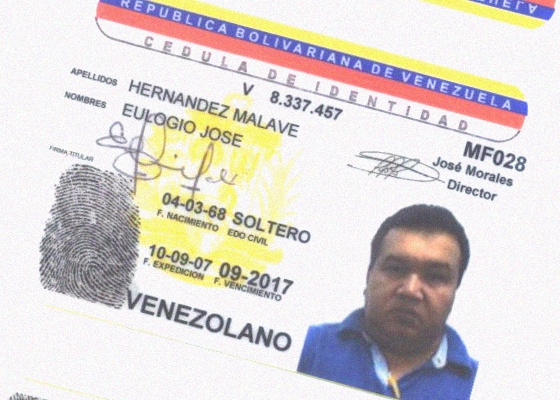 REPUBLICA BOLIVARIANA DE VENEZUELA
CEDULA DE IDENTIDAD
V 8.337.457
APELLIDOS HERNANDEZ MALAVE
NOMBRES EULOGIO JOSE
MF028
José Morales
Director
FIRMA TITULAR
04-03-68 SOLTERO
F. NACIMIENTO EDO CIVIL
10-09-07 09-2017
F. EXPEDICION F. VENCIMIENTO
VENEZOLANO